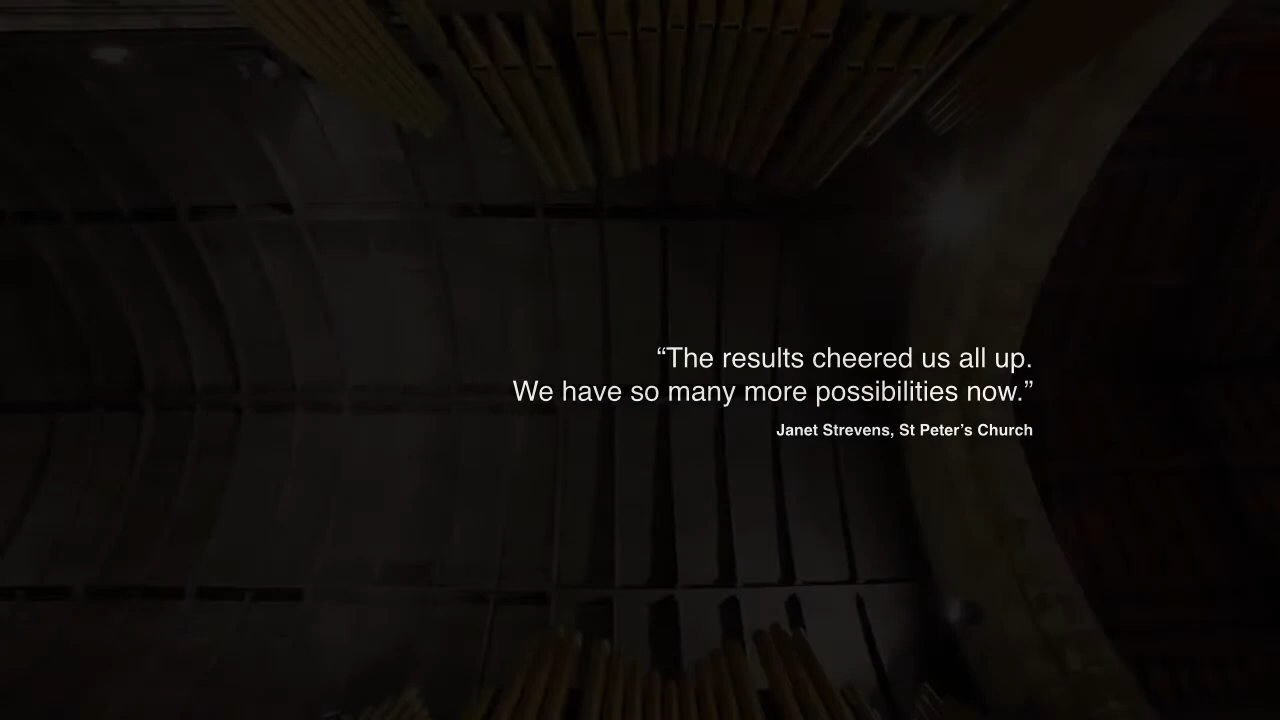 “The results cheered us all up.
We have so many more possibilities now.”
Janet Strevens, St Peter’s Church